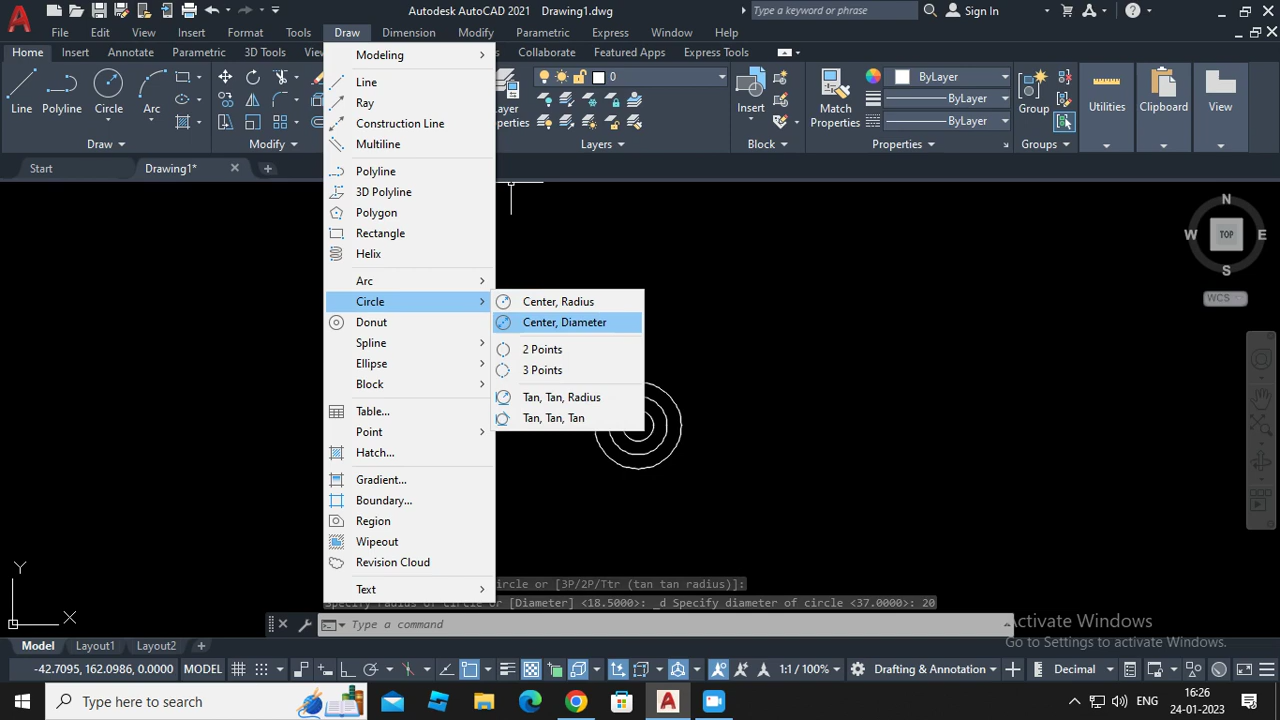 Autodesk AutoCAD 2021 Drawing1.dwg
Type a keyword or phrase
Sign In
File Edit View Insert Format Tools Draw Dimension Modify Parametric Express Window Help
Home Insert Annotate Parametric 3D Tools Collaborate Featured Apps Express Tools
Line Polyline Circle Arc
0
Insert
Match
Properties
ByLayer
ByLayer
ByLayer
Group
Utilities
Clipboard
View
Draw Modify Layers Block Properties Groups
Start Drawing1*
Modeling
Line
Ray
Construction Line
Multiline
Polyline
3D Polyline
Polygon
Rectangle
Helix
Arc
Circle
Donut
Spline
Ellipse
Block
Table...
Point
Hatch...
Gradient...
Boundary...
Region
Wipeout
Revision Cloud
Text
Center, Radius
Center, Diameter
2 Points
3 Points
Tan, Tan, Radius
Tan, Tan, Tan
N
W TOP E
S
WCS
Y
X
ircle or [3P/2P/Ttr (tan tan radius)]:
Specify radius of circle or [Diameter] <18.5000>: _d Specify diameter of circle <37.0000>: 20
Type a command
Activate Windows
Go to Settings to activate Windows.
Model Layout1 Layout2
-42.7095, 162.0986, 0.0000 MODEL 1:1 / 100% Drafting & Annotation Decimal
Type here to search
ENG
16:26
24-01-2023